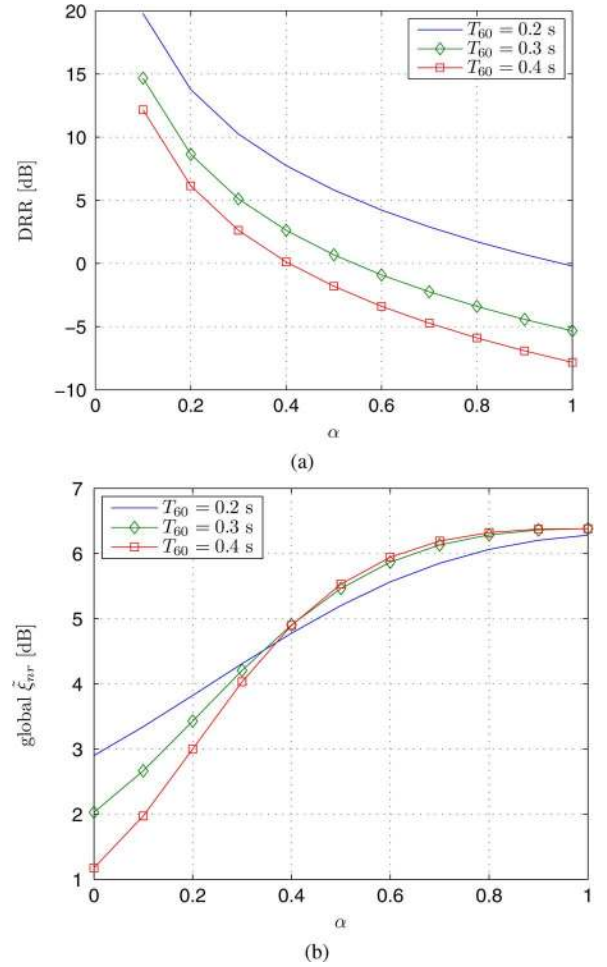 20
15
10
5
0
−5
−10
DRR [dB]
T60 = 0.2 s
T60 = 0.3 s
T60 = 0.4 s
0 0.2 0.4 0.6 0.8 1
α
(a)
7
6
5
4
3
2
1
global ξ̃nr [dB]
T60 = 0.2 s
T60 = 0.3 s
T60 = 0.4 s
0 0.2 0.4 0.6 0.8 1
α
(b)